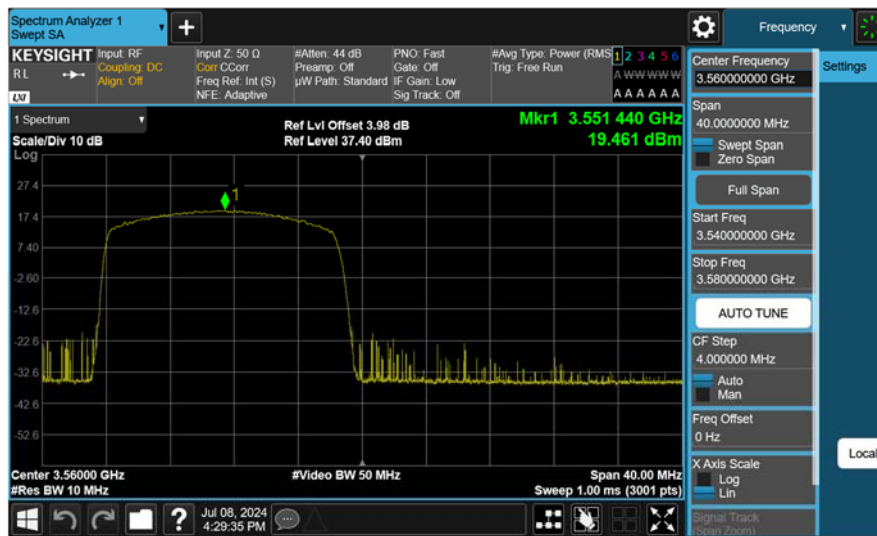 Spectrum Analyzer 1
Swept SA
+
Frequency
KEYSIGHT
RL
LXI
Input: RF
Coupling: DC
Align: Off
Input Z: 50 Ω
Corr CCorr
Freq Ref: Int (S)
NFE: Adaptive
#Atten: 44 dB
Preamp: Off
µW Path: Standard
PNO: Fast
Gate: Off
IF Gain: Low
Sig Track: Off
#Avg Type: Power (RMS
Trig: Free Run
1 2 3 4 5 6
A W W W W W
A A A A A A
1 Spectrum
Scale/Div 10 dB
Log
Ref Lvl Offset 3.98 dB
Ref Level 37.40 dBm
Mkr1 3.551 440 GHz
19.461 dBm
1
27.4
17.4
7.40
-2.60
-12.6
-22.6
-32.6
-42.6
-52.6
Center 3.56000 GHz
#Res BW 10 MHz
#Video BW 50 MHz
Span 40.00 MHz
Sweep 1.00 ms (3001 pts)
?
Jul 08, 2024
4:29:35 PM
Center Frequency
3.560000000 GHz
Span
40.0000000 MHz
Swept Span
Zero Span
Full Span
Start Freq
3.540000000 GHz
Stop Freq
3.580000000 GHz
AUTO TUNE
CF Step
4.000000 MHz
Auto
Man
Freq Offset
0 Hz
X Axis Scale
Log
Lin
Signal Track
(Span Zoom)
Settings
Local